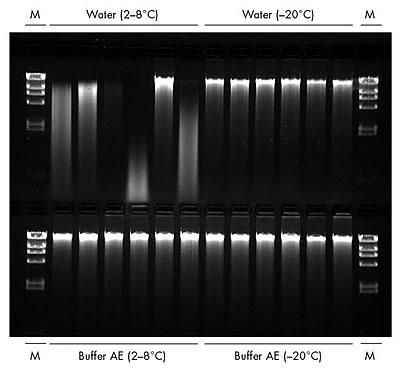 M Water (2–8°C) Water (–20°C) M
M Buffer AE (2–8°C) Buffer AE (–20°C) M